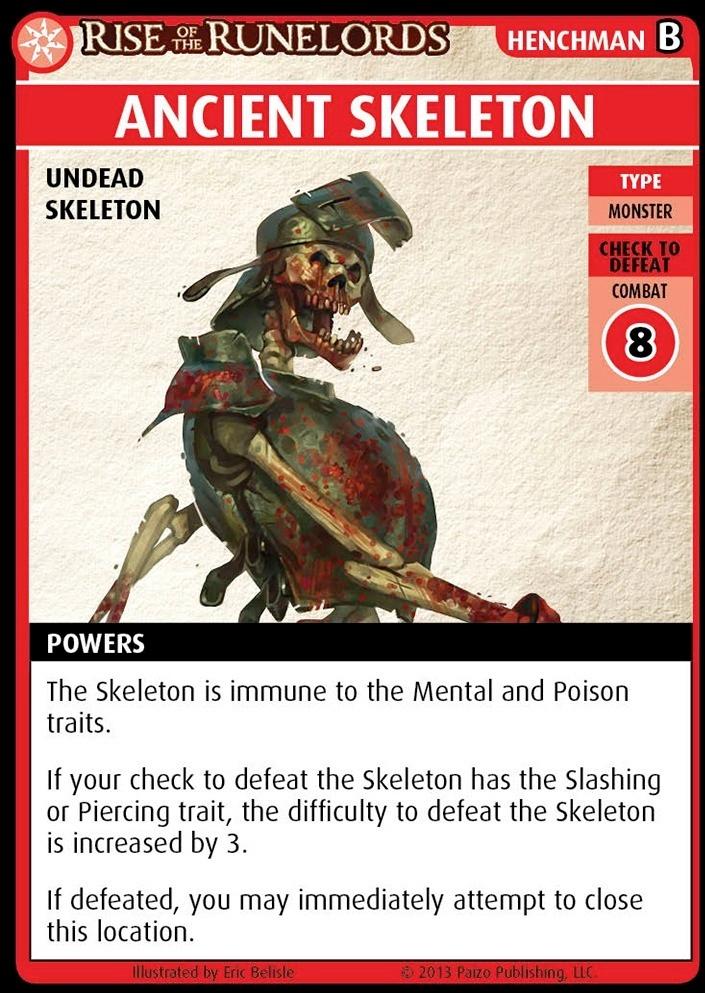 RISE OF THE RUNELORDS
HENCHMAN B
ANCIENT SKELETON
UNDEAD
SKELETON
TYPE
MONSTER
CHECK TO
DEFEAT
COMBAT
8
POWERS
The Skeleton is immune to the Mental and Poison
traits.
If your check to defeat the Skeleton has the Slashing
or Piercing trait, the difficulty to defeat the Skeleton
is increased by 3.
If defeated, you may immediately attempt to close
this location.
Illustrated by Eric Belisle © 2013 Paizo Publishing, LLC.